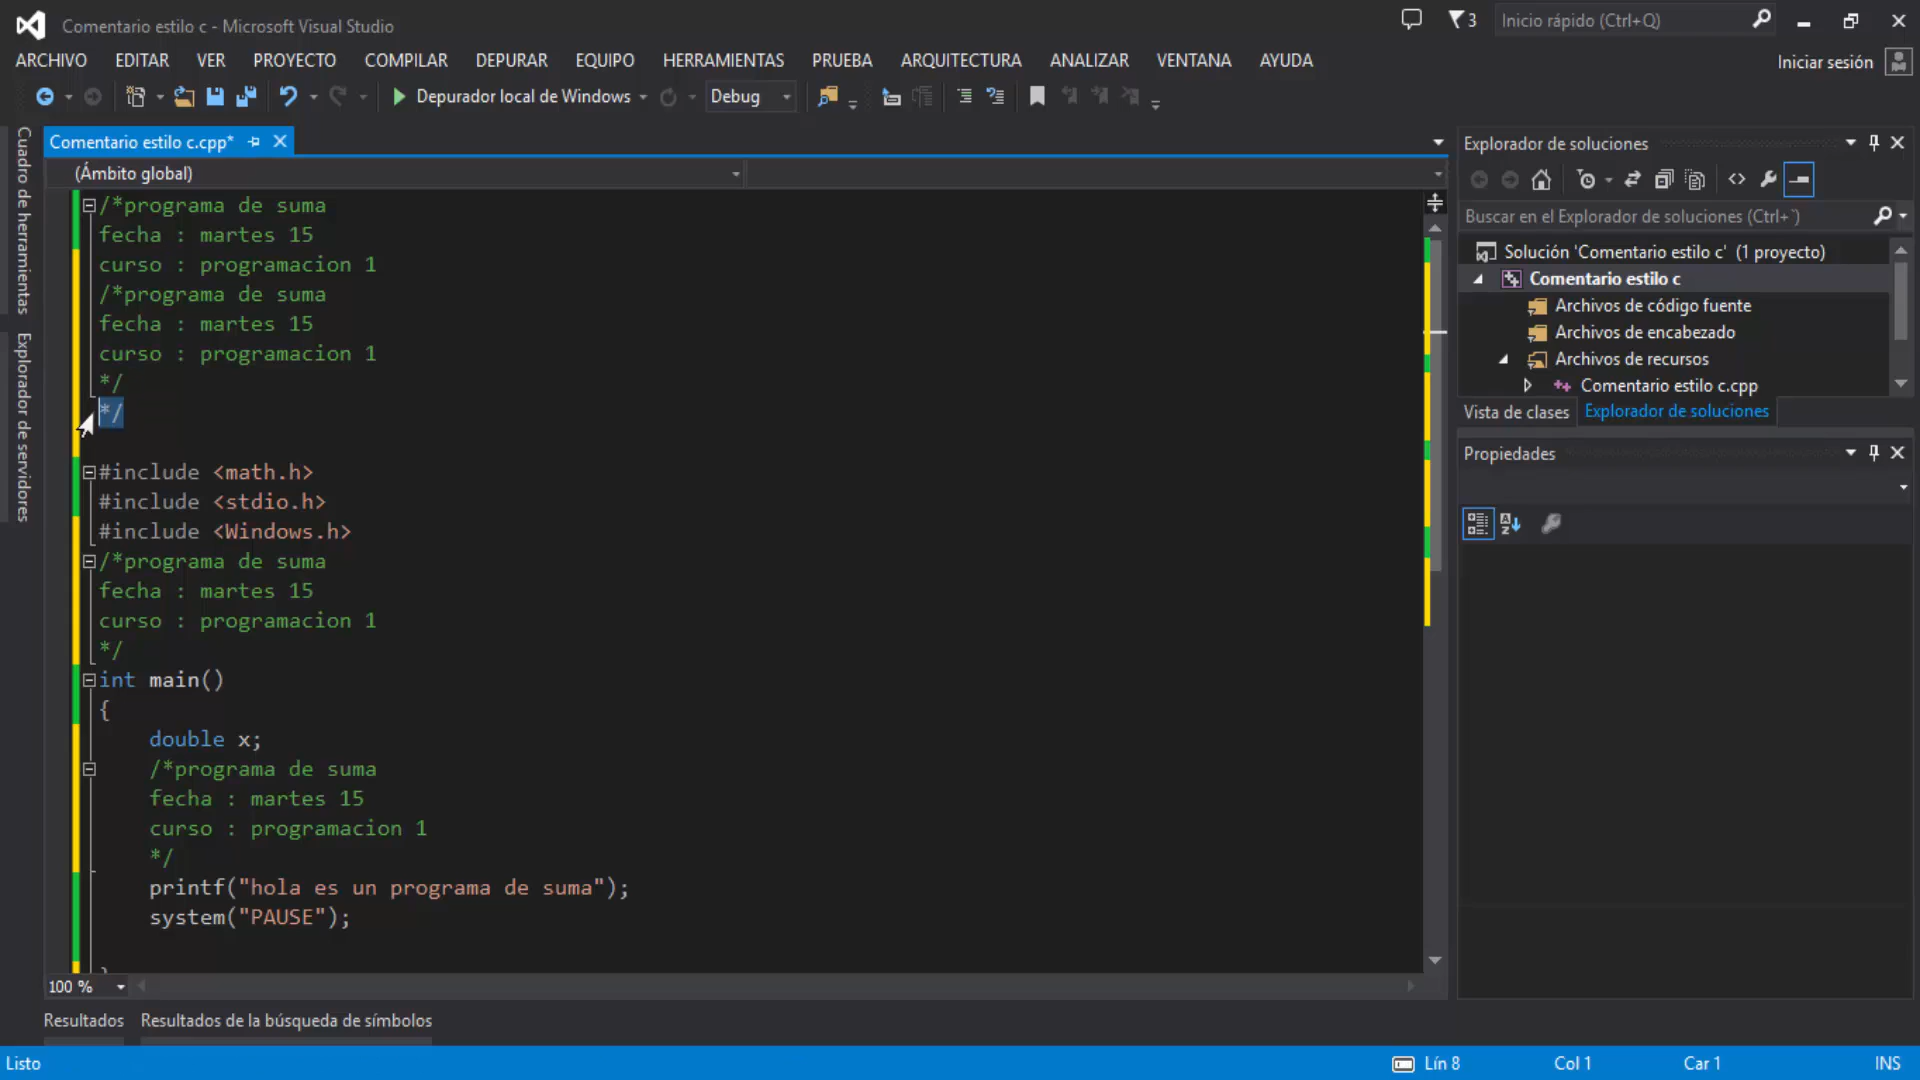 Comentario estilo c - Microsoft Visual Studio
3
Inicio rápido (Ctrl+Q)
ARCHIVO EDITAR VER PROYECTO COMPILAR DEPURAR EQUIPO HERRAMIENTAS PRUEBA ARQUITECTURA ANALIZAR VENTANA AYUDA
Iniciar sesión
Depurador local de Windows
Debug
Cuadro de herramientas
Explorador de servidores
Comentario estilo c.cpp*
(Ámbito global)
/*programa de suma
fecha : martes 15
curso : programacion 1
/*programa de suma
fecha : martes 15
curso : programacion 1
*/
*/
#include <math.h>
#include <stdio.h>
#include <Windows.h>
/*programa de suma
fecha : martes 15
curso : programacion 1
*/
int main()
{
double x;
/*programa de suma
fecha : martes 15
curso : programacion 1
*/
printf("hola es un programa de suma");
system("PAUSE");
}
100 %
Explorador de soluciones
Buscar en el Explorador de soluciones (Ctrl+`)
Solución 'Comentario estilo c' (1 proyecto)
Comentario estilo c
Archivos de código fuente
Archivos de encabezado
Archivos de recursos
Comentario estilo c.cpp
Vista de clases Explorador de soluciones
Propiedades
Resultados Resultados de la búsqueda de símbolos
Listo
Lín 8 Col 1 Car 1 INS